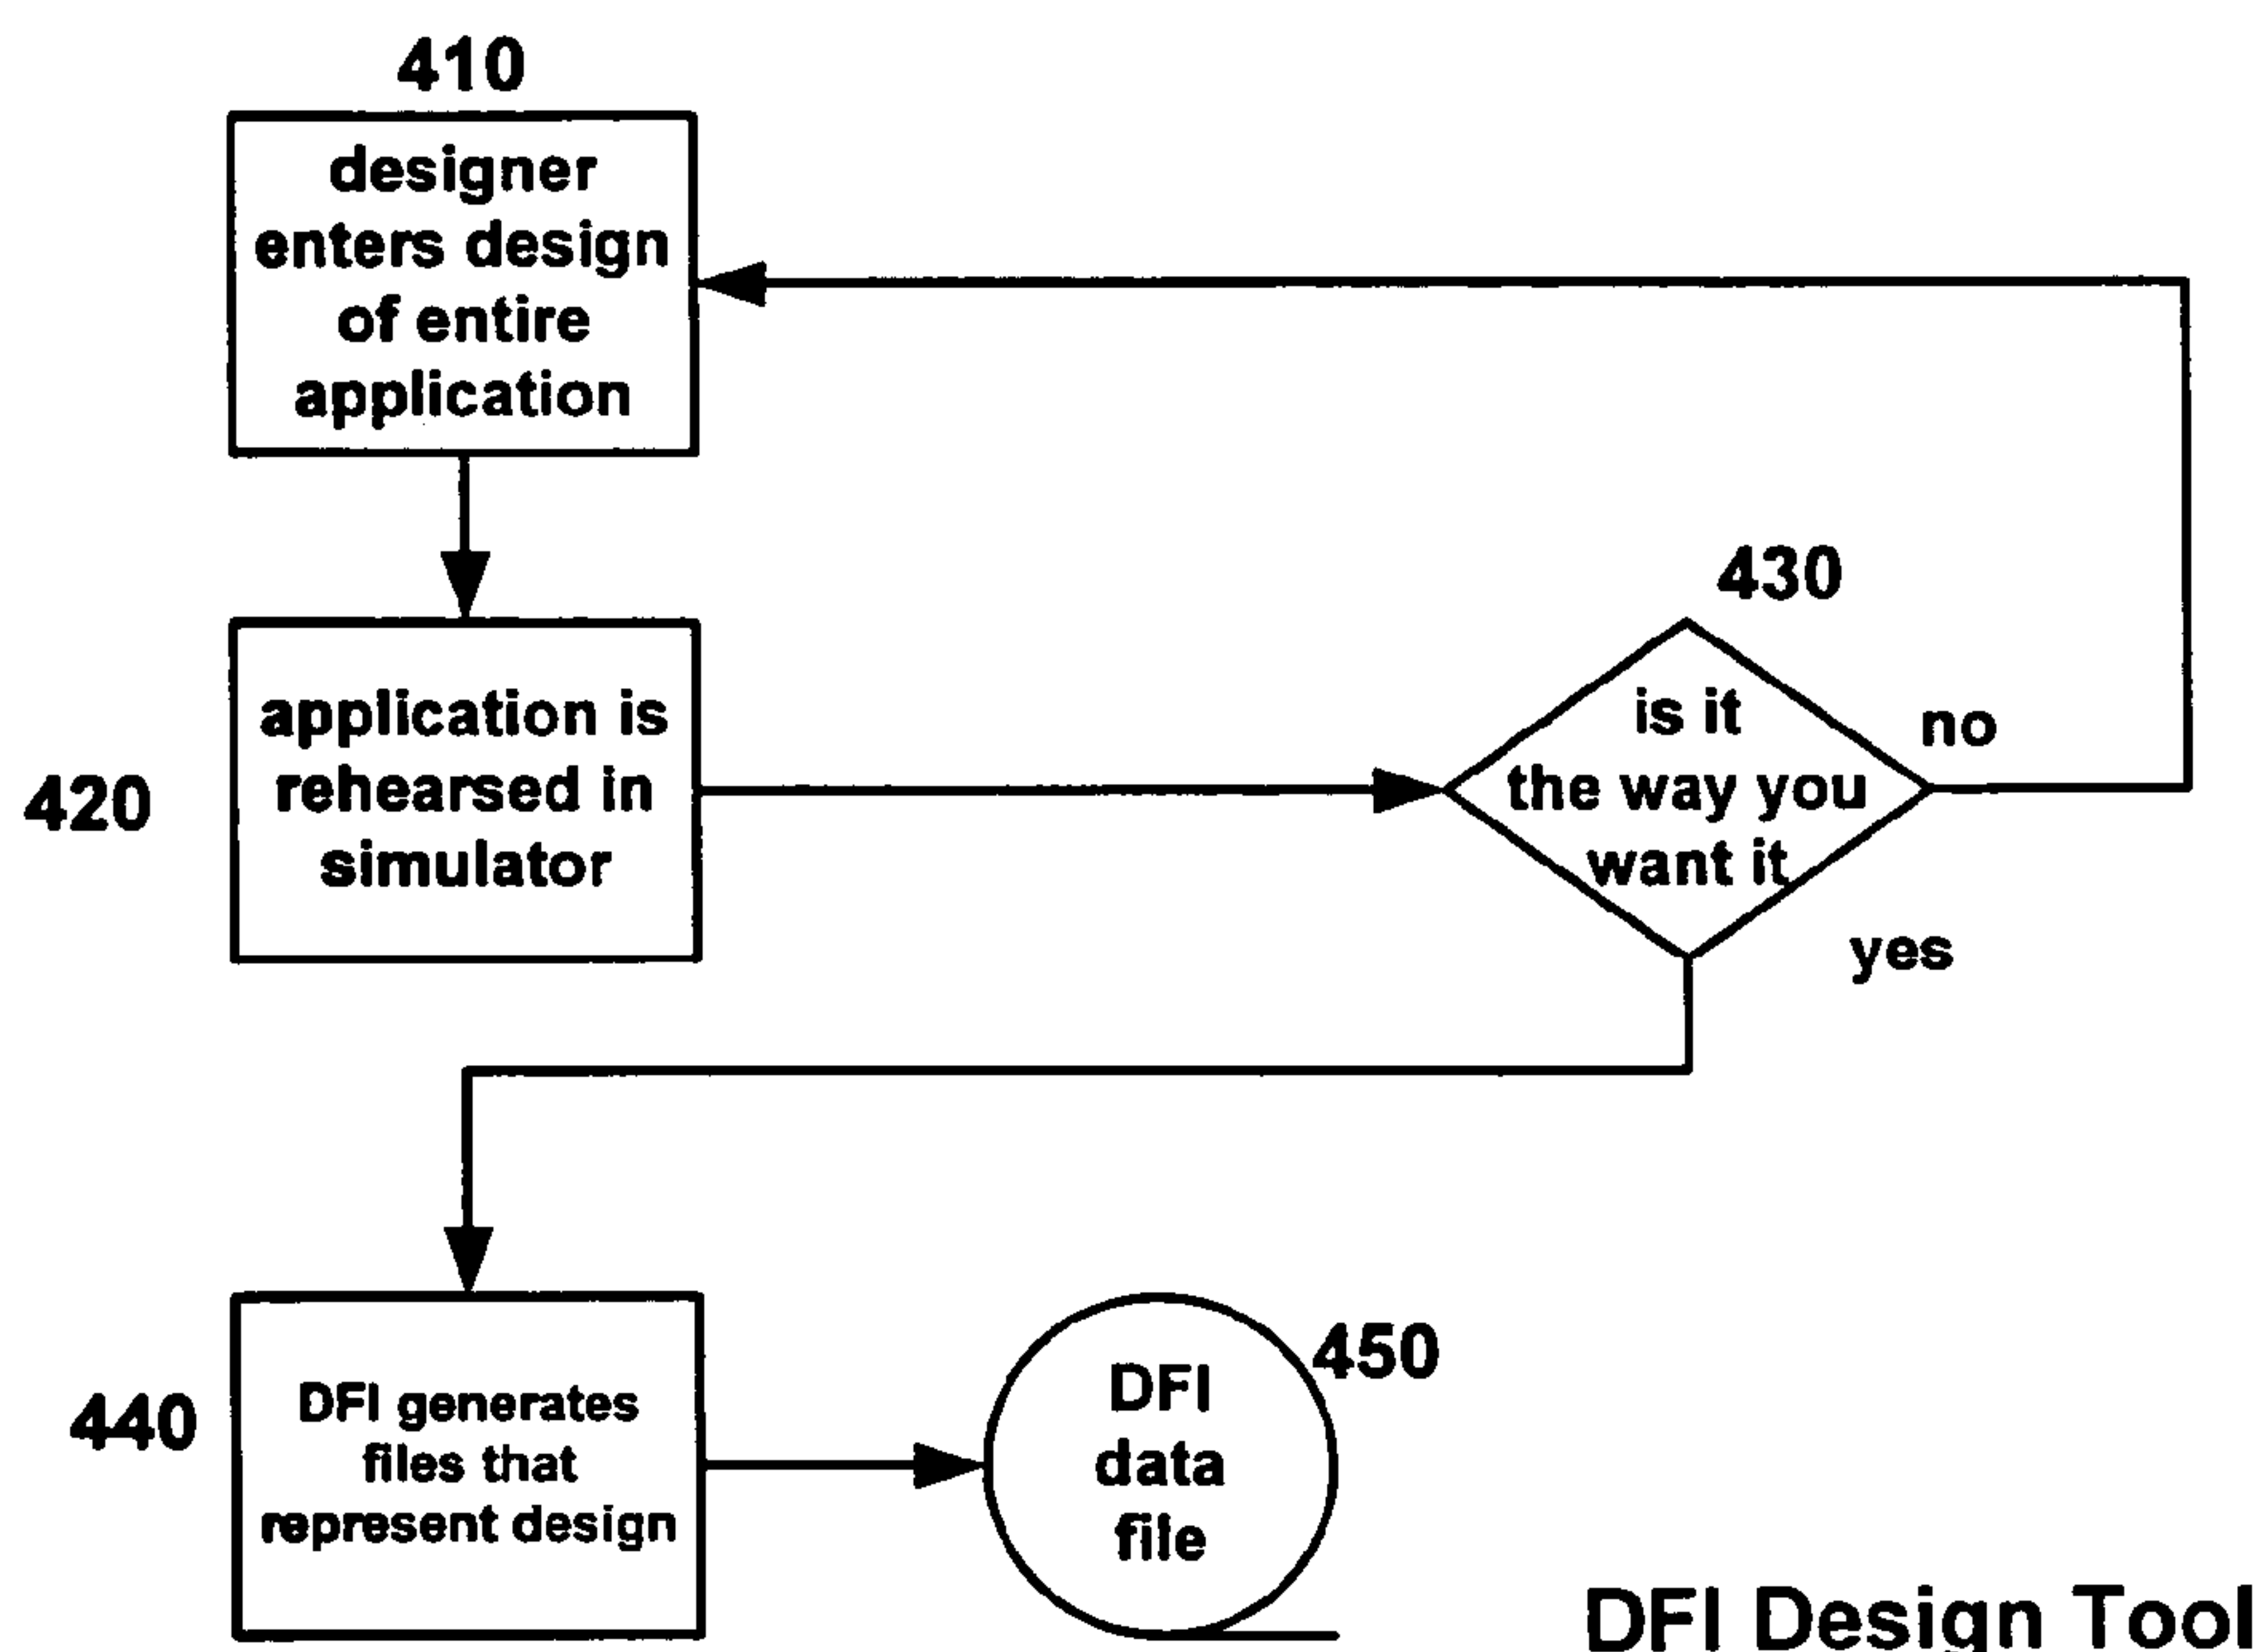 410
designer
enters design
of entire
application
420
application is
rehearsed in
simulator
430
is it
the way you
want it
no
yes
440
DFI generates
files that
represent design
450
DFI
data
file
DFI Design Tool